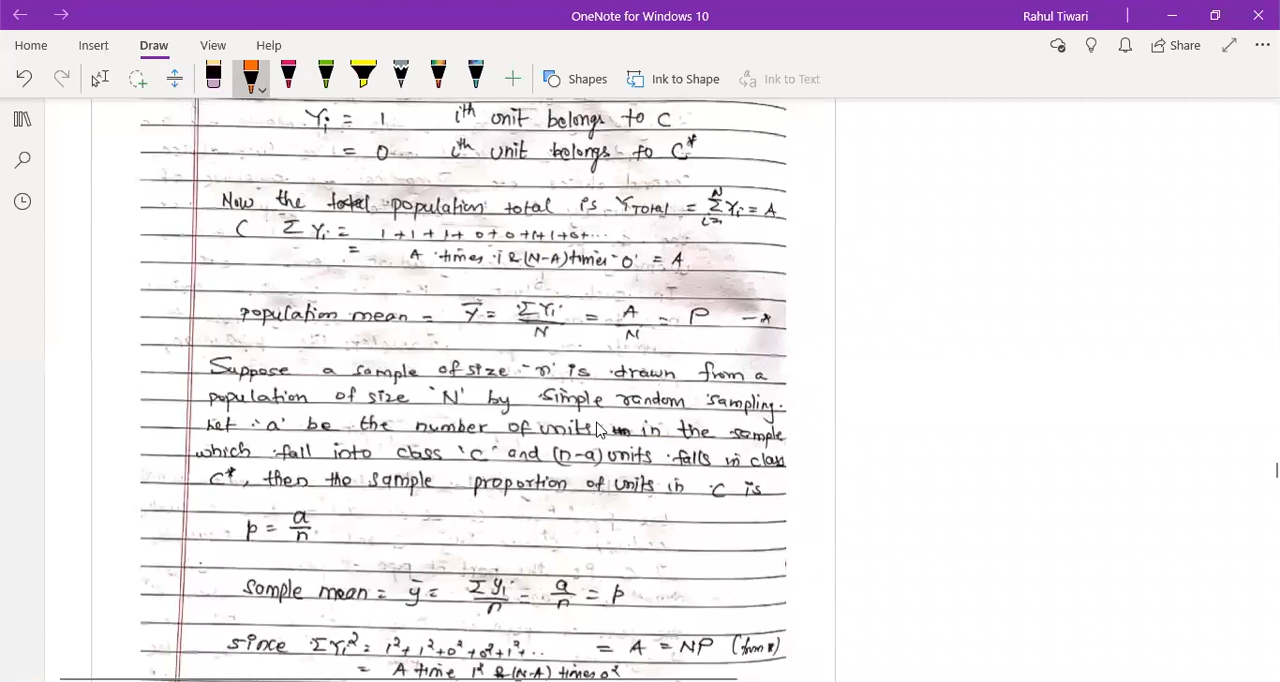 OneNote for Windows 10
Rahul Tiwari
Home Insert Draw View Help
Share
Shapes Ink to Shape Ink to Text
Yi = 1 ith unit belongs to C
= 0 ith unit belongs to C*
Now the total population total is YTOTAL = Σ Yi = A
C Σ Yi = 1+1+1+0+0+1+1+0+...
= A times 1 & (N-A) times '0' = A
population mean = Ȳ = ΣYi/N = A/N = P -*
Suppose a sample of size 'n' is drawn from a
population of size 'N' by simple random sampling.
Let 'a' be the number of units in the sample
which fall into class 'C' and (n-a) units falls in class
C*, then the sample proportion of units in C is
p = a/n
Sample mean = ȳ = Σyi/n = a/n = p
since ΣYi² = 1²+1²+0²+0²+1²+... = A = NP (from *)
= A time 1² & (N-A) times 0²